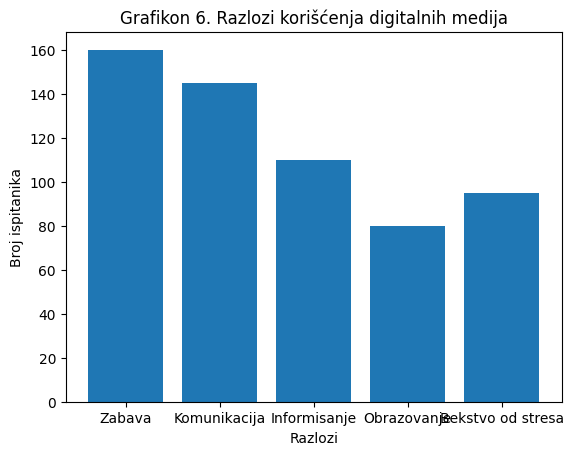 Grafikon 6. Razlozi korišćenja digitalnih medija
160
140
120
100
80
60
40
20
0
Broj ispitanika
Zabava Komunikacija Informisanje Obrazovanje Bekstvo od stresa
Razlozi